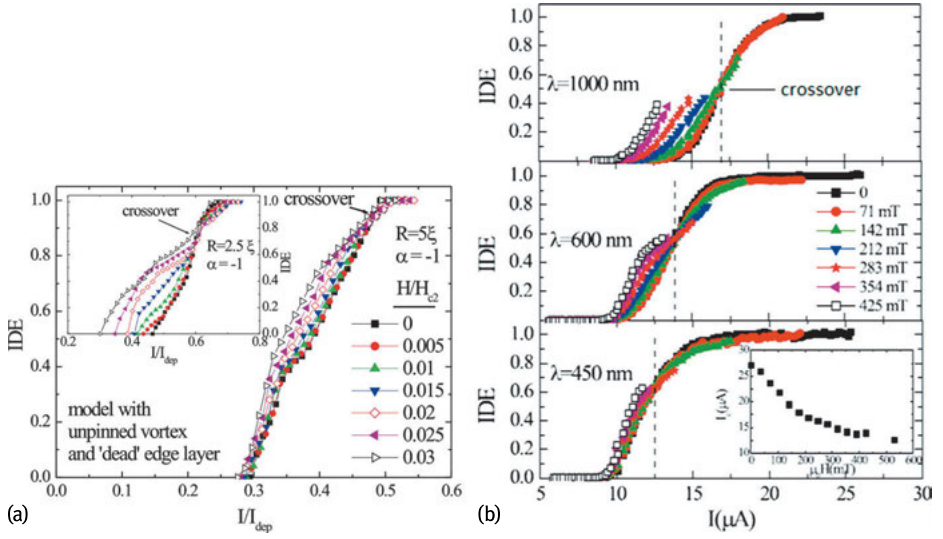 IDE
1.0
0.8
0.6
0.4
0.2
0.0
0.0
0.1
0.2
0.3
0.4
0.5
0.6
I/I_dep
crossover
R=5ξ
α = -1
H/H_c2
0
0.005
0.01
0.015
0.02
0.025
0.03
model with
unpinned vortex
and 'dead' edge layer
crossover
R=2.5 ξ
α = -1
IDE
1.0
0.8
0.6
0.4
0.2
0.0
0.2
0.4
0.6
0.8
I/I_dep
(a)
IDE
1.0
0.8
0.6
0.4
0.2
λ=1000 nm
crossover
IDE
1.0
0.8
0.6
0.4
0.2
λ=600 nm
0
71 mT
142 mT
212 mT
283 mT
354 mT
425 mT
IDE
1.0
0.8
0.6
0.4
0.2
0.0
λ=450 nm
30
25
20
15
10
0
100
200
300
400
500
600
5
10
15
20
25
30
I(μA)
(b)